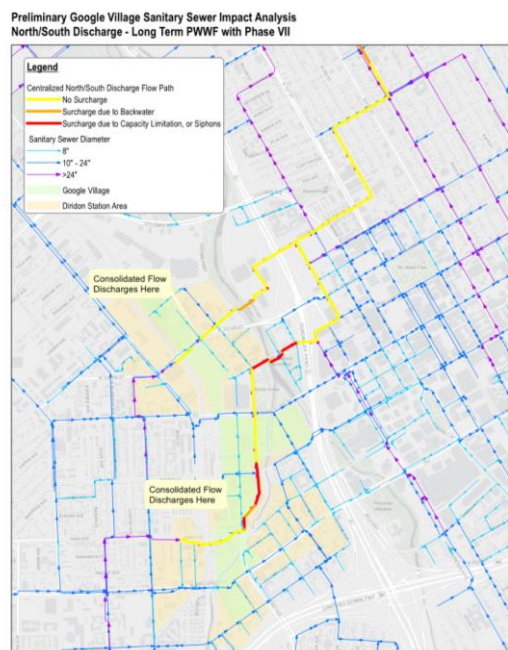 Preliminary Google Village Sanitary Sewer Impact Analysis
North/South Discharge - Long Term PWWF with Phase VII
Legend
Centralized North/South Discharge Flow Path
No Surcharge
Surcharge due to Backwater
Surcharge due to Capacity Limitation, or Siphons
Sanitary Sewer Diameter
8"
10" - 24"
>24"
Google Village
Diridon Station Area
Consolidated Flow
Discharges Here
Consolidated Flow
Discharges Here